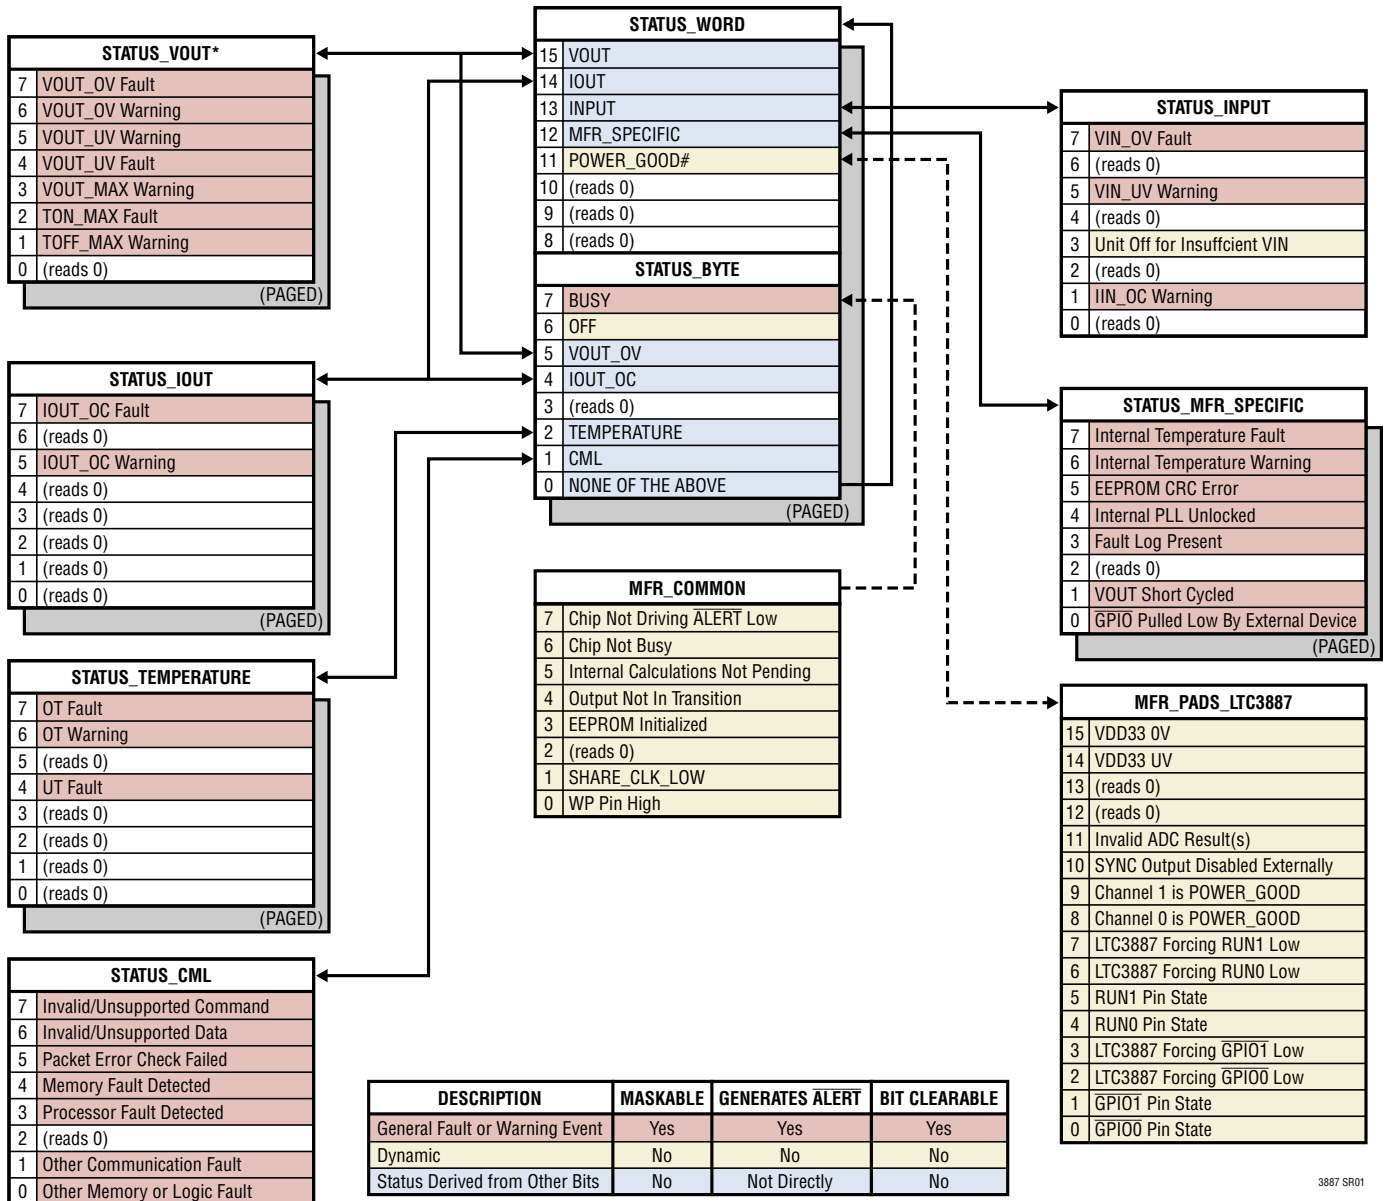 STATUS_VOUT*
7 VOUT_OV Fault
6 VOUT_OV Warning
5 VOUT_UV Warning
4 VOUT_UV Fault
3 VOUT_MAX Warning
2 TON_MAX Fault
1 TOFF_MAX Warning
0 (reads 0)
(PAGED)
STATUS_IOUT
7 IOUT_OC Fault
6 (reads 0)
5 IOUT_OC Warning
4 (reads 0)
3 (reads 0)
2 (reads 0)
1 (reads 0)
0 (reads 0)
(PAGED)
STATUS_TEMPERATURE
7 OT Fault
6 OT Warning
5 (reads 0)
4 UT Fault
3 (reads 0)
2 (reads 0)
1 (reads 0)
0 (reads 0)
(PAGED)
STATUS_CML
7 Invalid/Unsupported Command
6 Invalid/Unsupported Data
5 Packet Error Check Failed
4 Memory Fault Detected
3 Processor Fault Detected
2 (reads 0)
1 Other Communication Fault
0 Other Memory or Logic Fault
STATUS_WORD
15 VOUT
14 IOUT
13 INPUT
12 MFR_SPECIFIC
11 POWER_GOOD#
10 (reads 0)
9 (reads 0)
8 (reads 0)
STATUS_BYTE
7 BUSY
6 OFF
5 VOUT_OV
4 IOUT_OC
3 (reads 0)
2 TEMPERATURE
1 CML
0 NONE OF THE ABOVE
(PAGED)
MFR_COMMON
7 Chip Not Driving ALERT Low
6 Chip Not Busy
5 Internal Calculations Not Pending
4 Output Not In Transition
3 EEPROM Initialized
2 (reads 0)
1 SHARE_CLK_LOW
0 WP Pin High
DESCRIPTION MASKABLE GENERATES ALERT BIT CLEARABLE
General Fault or Warning Event Yes Yes Yes
Dynamic No No No
Status Derived from Other Bits No Not Directly No
STATUS_INPUT
7 VIN_OV Fault
6 (reads 0)
5 VIN_UV Warning
4 (reads 0)
3 Unit Off for Insuffcient VIN
2 (reads 0)
1 IIN_OC Warning
0 (reads 0)
STATUS_MFR_SPECIFIC
7 Internal Temperature Fault
6 Internal Temperature Warning
5 EEPROM CRC Error
4 Internal PLL Unlocked
3 Fault Log Present
2 (reads 0)
1 VOUT Short Cycled
0 GPIO Pulled Low By External Device
(PAGED)
MFR_PADS_LTC3887
15 VDD33 OV
14 VDD33 UV
13 (reads 0)
12 (reads 0)
11 Invalid ADC Result(s)
10 SYNC Output Disabled Externally
9 Channel 1 is POWER_GOOD
8 Channel 0 is POWER_GOOD
7 LTC3887 Forcing RUN1 Low
6 LTC3887 Forcing RUN0 Low
5 RUN1 Pin State
4 RUN0 Pin State
3 LTC3887 Forcing GPIO1 Low
2 LTC3887 Forcing GPIO0 Low
1 GPIO1 Pin State
0 GPIO0 Pin State
3887 SR01